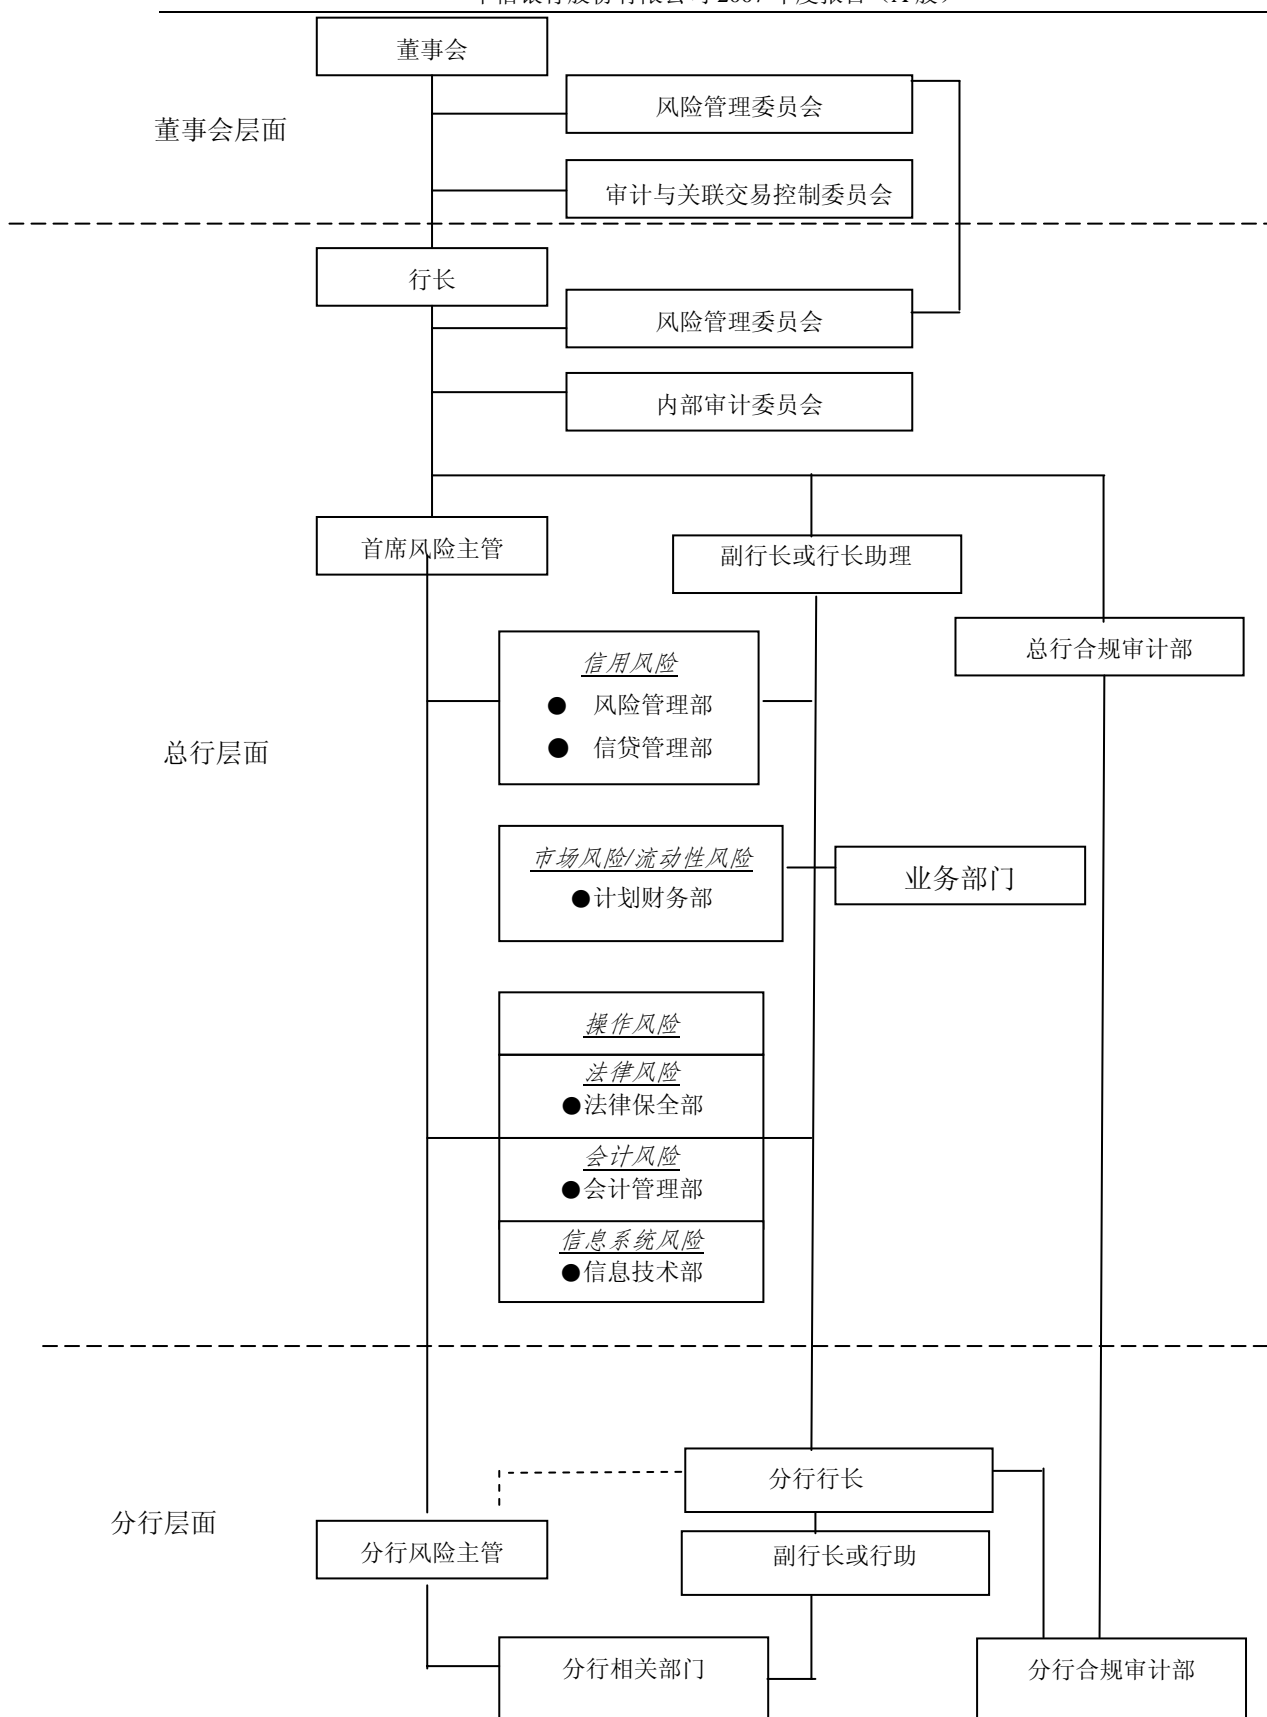 董事会
风险管理委员会
董事会层面
审计与关联交易控制委员会
行长
风险管理委员会
内部审计委员会
首席风险主管
副行长或行长助理
总行合规审计部
信用风险
● 风险管理部
● 信贷管理部
总行层面
市场风险/流动性风险
●计划财务部
业务部门
操作风险
法律风险
●法律保全部
会计风险
●会计管理部
信息系统风险
●信息技术部
分行行长
分行层面
分行风险主管
副行长或行助
分行相关部门
分行合规审计部